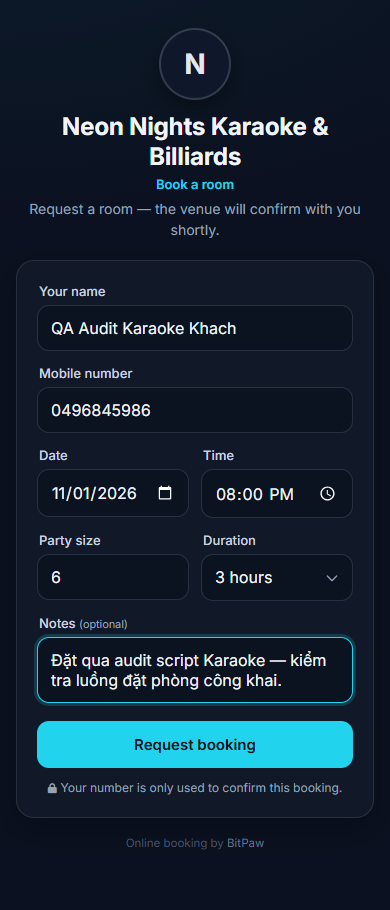 N
Neon Nights Karaoke &
Billiards
Book a room
Request a room — the venue will confirm with you
shortly.
Your name
QA Audit Karaoke Khach
Mobile number
0496845986
Date
Time
11/01/2026
08:00 PM
Party size
Duration
6
3 hours
Notes (optional)
Đặt qua audit script Karaoke — kiểm
tra luồng đặt phòng công khai.
Request booking
Your number is only used to confirm this booking.
Online booking by BitPaw